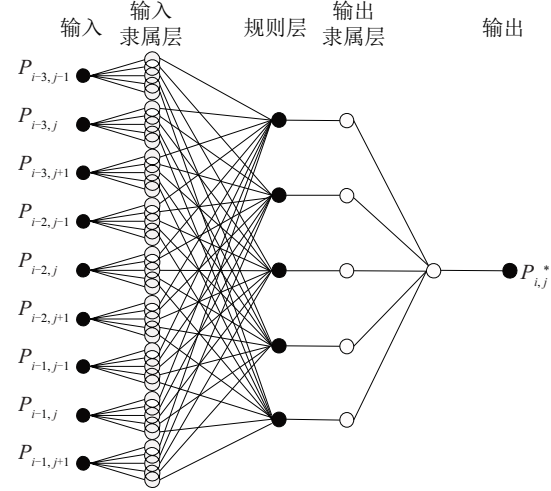 输入
输入
隶属层
规则层
输出
隶属层
输出
P_{i−3, j−1}
P_{i−3, j}
P_{i−3, j+1}
P_{i−2, j−1}
P_{i−2, j}
P_{i−2, j+1}
P_{i−1, j−1}
P_{i−1, j}
P_{i−1, j+1}
P_{i, j}^*